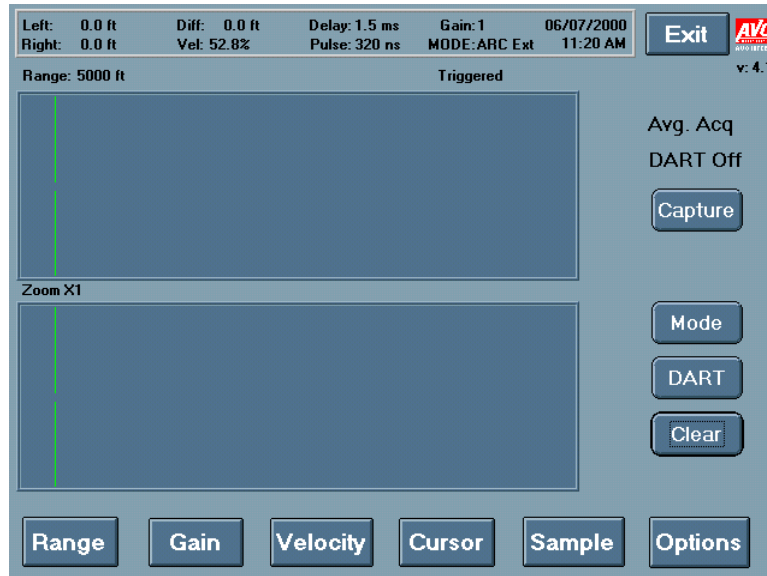 Left: 0.0 ft Diff: 0.0 ft Delay: 1.5 ms Gain: 1 06/07/2000
Right: 0.0 ft Vel: 52.8% Pulse: 320 ns MODE: ARC Ext 11:20 AM
Exit
v: 4.
Range: 5000 ft Triggered
Avg. Acq
DART Off
Capture
Zoom X1
Mode
DART
Clear
Range Gain Velocity Cursor Sample Options